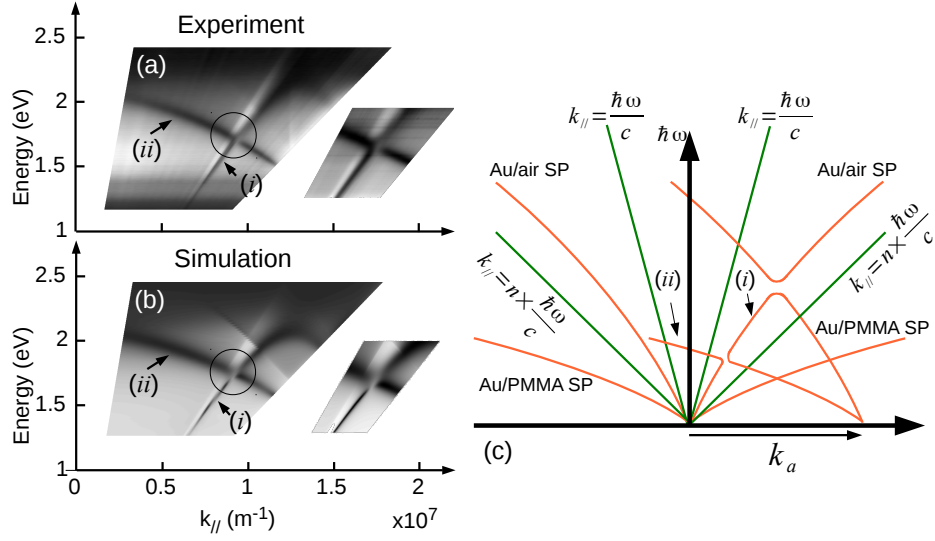 Experiment
2.5
2
1.5
1
Energy (eV)
(a)
(ii)
(i)
Simulation
2.5
2
1.5
1
Energy (eV)
(b)
(ii)
(i)
0
0.5
1
1.5
2
k// (m-1)
x10^7
k// = ħω/c
ħω
k// = ħω/c
Au/air SP
Au/air SP
k// = n × ħω/c
k// = n × ħω/c
(ii)
(i)
Au/PMMA SP
Au/PMMA SP
(c)
k_a